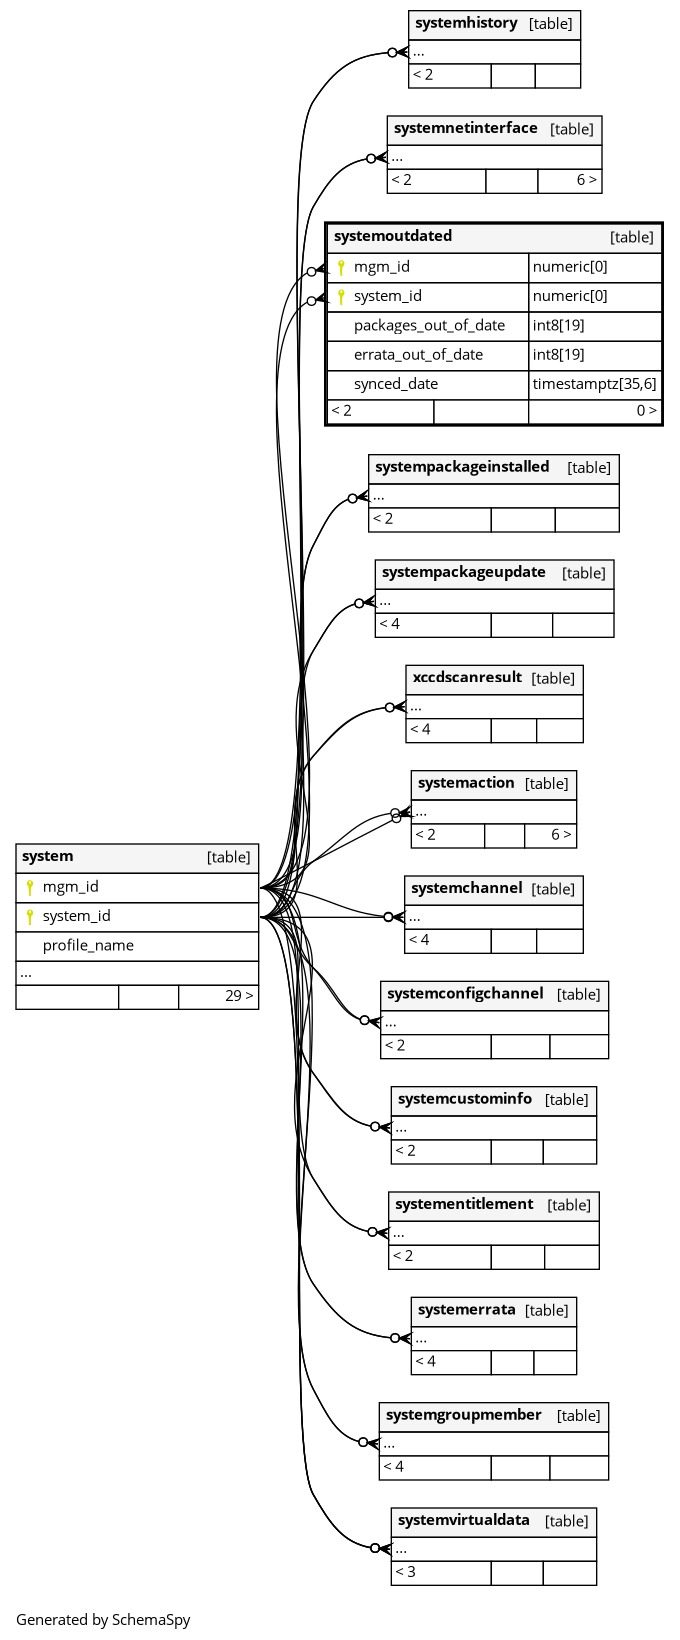 systemhistory [table]
...
< 2
systemnetinterface [table]
...
< 2 6 >
systemoutdated [table]
mgm_id numeric[0]
system_id numeric[0]
packages_out_of_date int8[19]
errata_out_of_date int8[19]
synced_date timestamptz[35,6]
< 2 0 >
systempackageinstalled [table]
...
< 2
systempackageupdate [table]
...
< 4
xccdscanresult [table]
...
< 4
systemaction [table]
...
< 2 6 >
system [table]
mgm_id
system_id
profile_name
...
29 >
systemchannel [table]
...
< 4
systemconfigchannel [table]
...
< 2
systemcustominfo [table]
...
< 2
systementitlement [table]
...
< 2
systemerrata [table]
...
< 4
systemgroupmember [table]
...
< 4
systemvirtualdata [table]
...
< 3
Generated by SchemaSpy